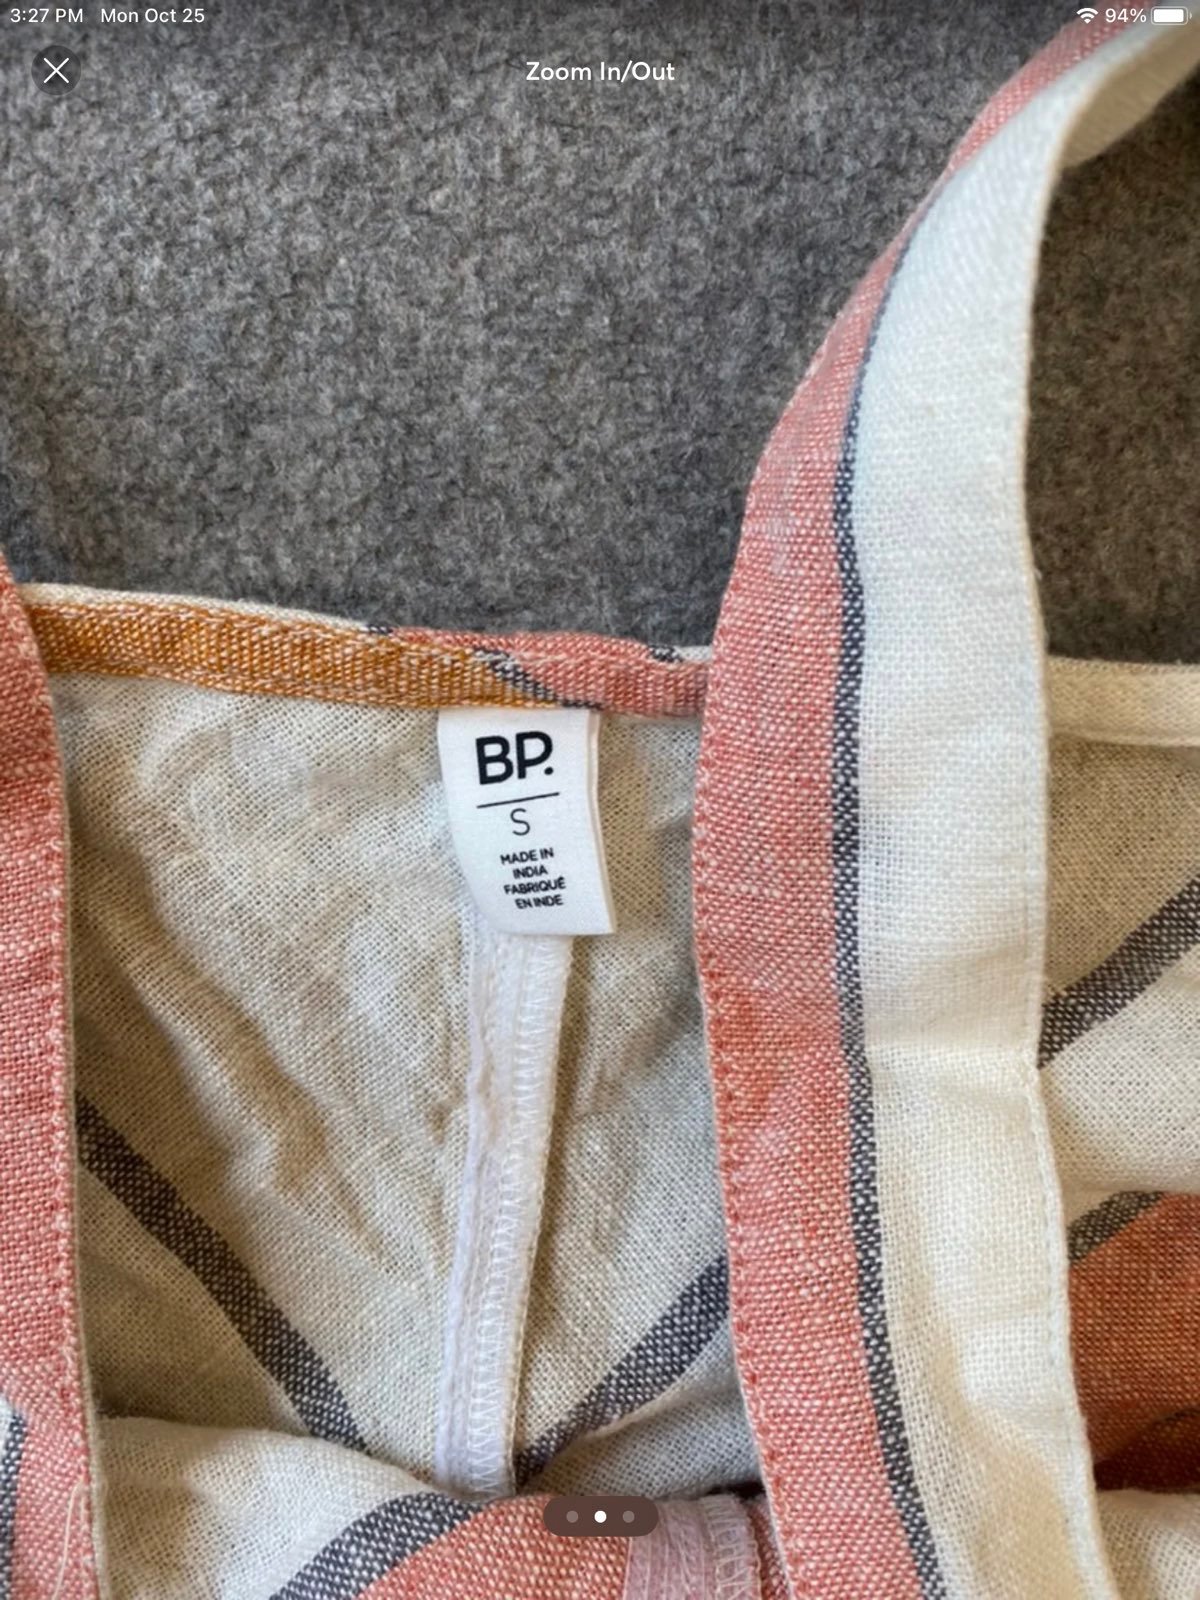 3:27 PM Mon Oct 25
94%
Zoom In/Out
BP.
S
MADE IN
INDIA
FABRIQUÉ
EN INDE